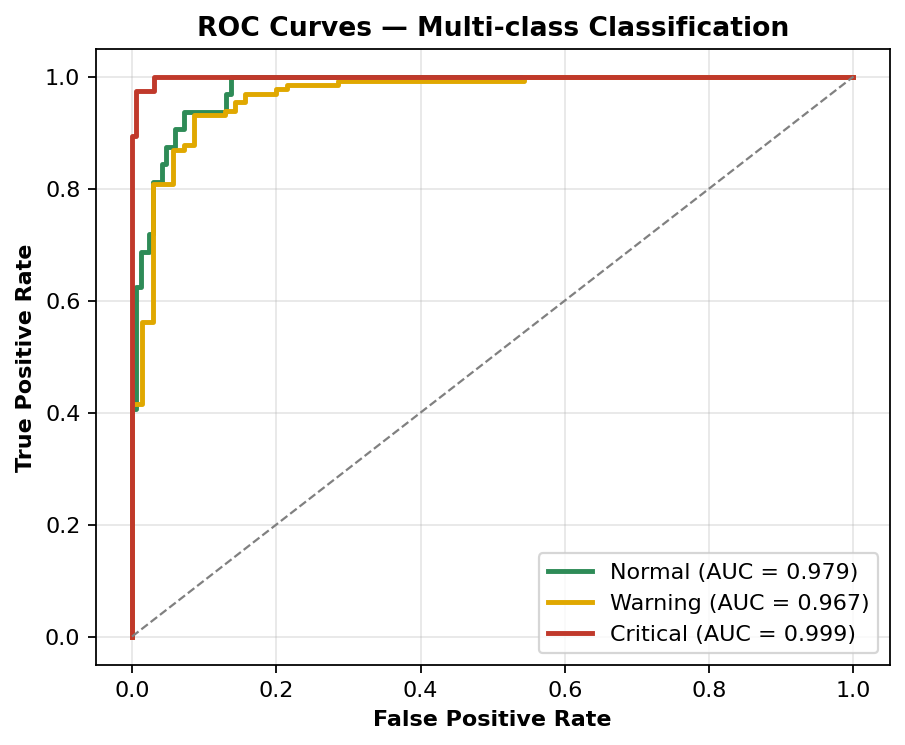 ROC Curves — Multi-class Classification
True Positive Rate
1.0
0.8
0.6
0.4
0.2
0.0
Normal (AUC = 0.979)
Warning (AUC = 0.967)
Critical (AUC = 0.999)
0.0 0.2 0.4 0.6 0.8 1.0
False Positive Rate